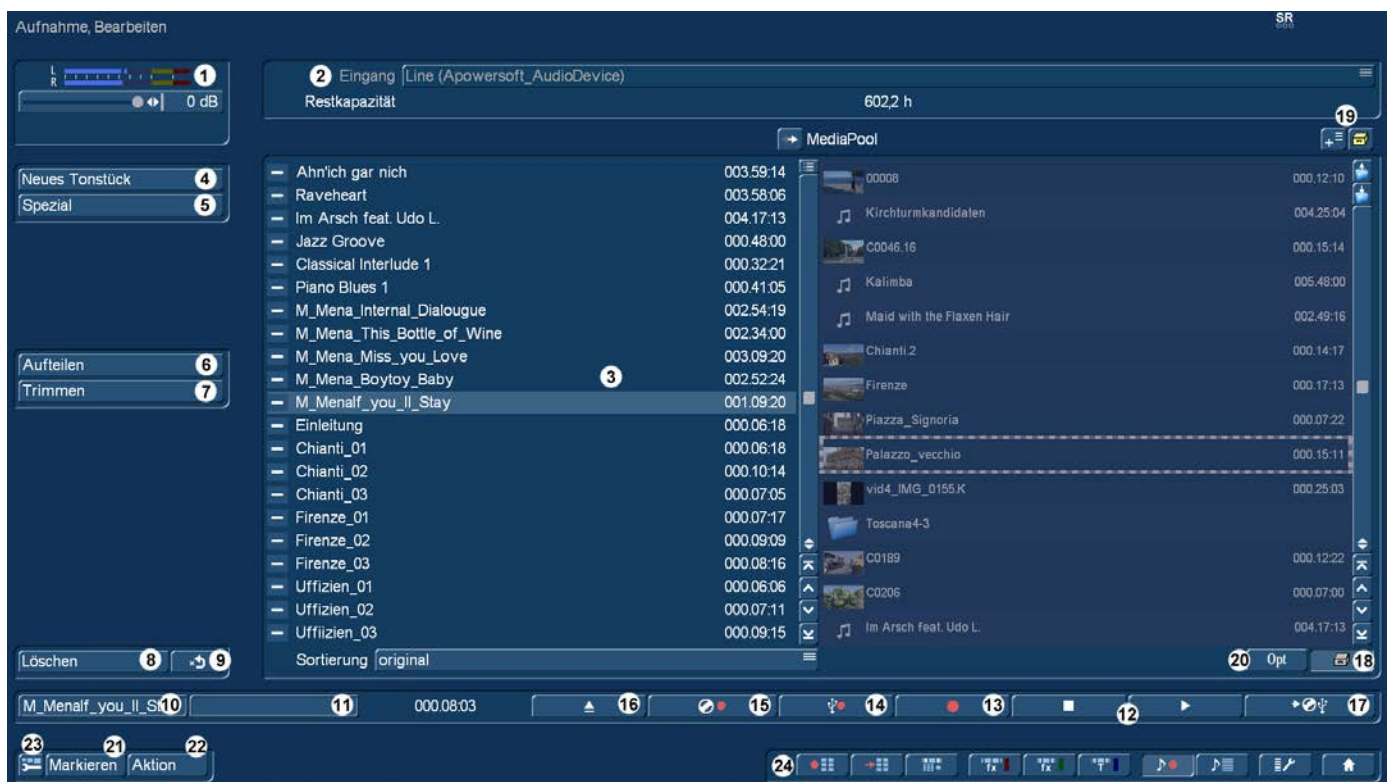 Aufnahme, Bearbeiten
SR
L
R
1
0 dB
2 Eingang Line (Apowersoft_AudioDevice)
Restkapazität 602,2 h
19
MediaPool
Neues Tonstück 4
Spezial 5
Aufteilen 6
Trimmen 7
Löschen 8 9
Ahn'ich gar nich 003.59:14
Raveheart 003.58:06
Im Arsch feat. Udo L. 004.17:13
Jazz Groove 000.48:00
Classical Interlude 1 000.32:21
Piano Blues 1 000.41:05
M_Mena_Internal_Dialougue 002.54:19
M_Mena_This_Bottle_of_Wine 002.34:00
M_Mena_Miss_you_Love 003.09:20
M_Mena_Boytoy_Baby 3 002.52:24
M_MenaIf_you_ll_Stay 001.09:20
Einleitung 000.06:18
Chianti_01 000.06:18
Chianti_02 000.10:14
Chianti_03 000.07:05
Firenze_01 000.07:17
Firenze_02 000.09:09
Firenze_03 000.08:16
Uffizien_01 000.06:06
Uffizien_02 000.07:11
Uffiizien_03 000.09:15
Sortierung original
00008 000.12:10
Kirchturmkandidaten 004.25:04
C0046.16 000.15:14
Kalimba 005.48:00
Maid with the Flaxen Hair 002.49:16
Chianti.2 000.14:17
Firenze 000.17:13
Piazza_Signoria 000.07:22
Palazzo_vecchio 000.15:11
vid4_IMG_0155.K 000.25:03
Toscana4-3
C0189 000.12:22
C0206 000.07:00
Im Arsch feat. Udo L. 004.17:13
20 Opt 18
M_MenaIf_you_ll_St 10 11 000.08:03 16 15 14 13 12 17
23 21 22
Markieren Aktion
24 fx fx T